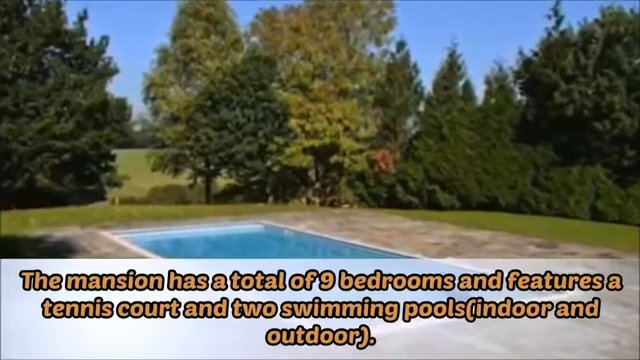 The mansion has a total of 9 bedrooms and features a
tennis court and two swimming pools(indoor and
outdoor).